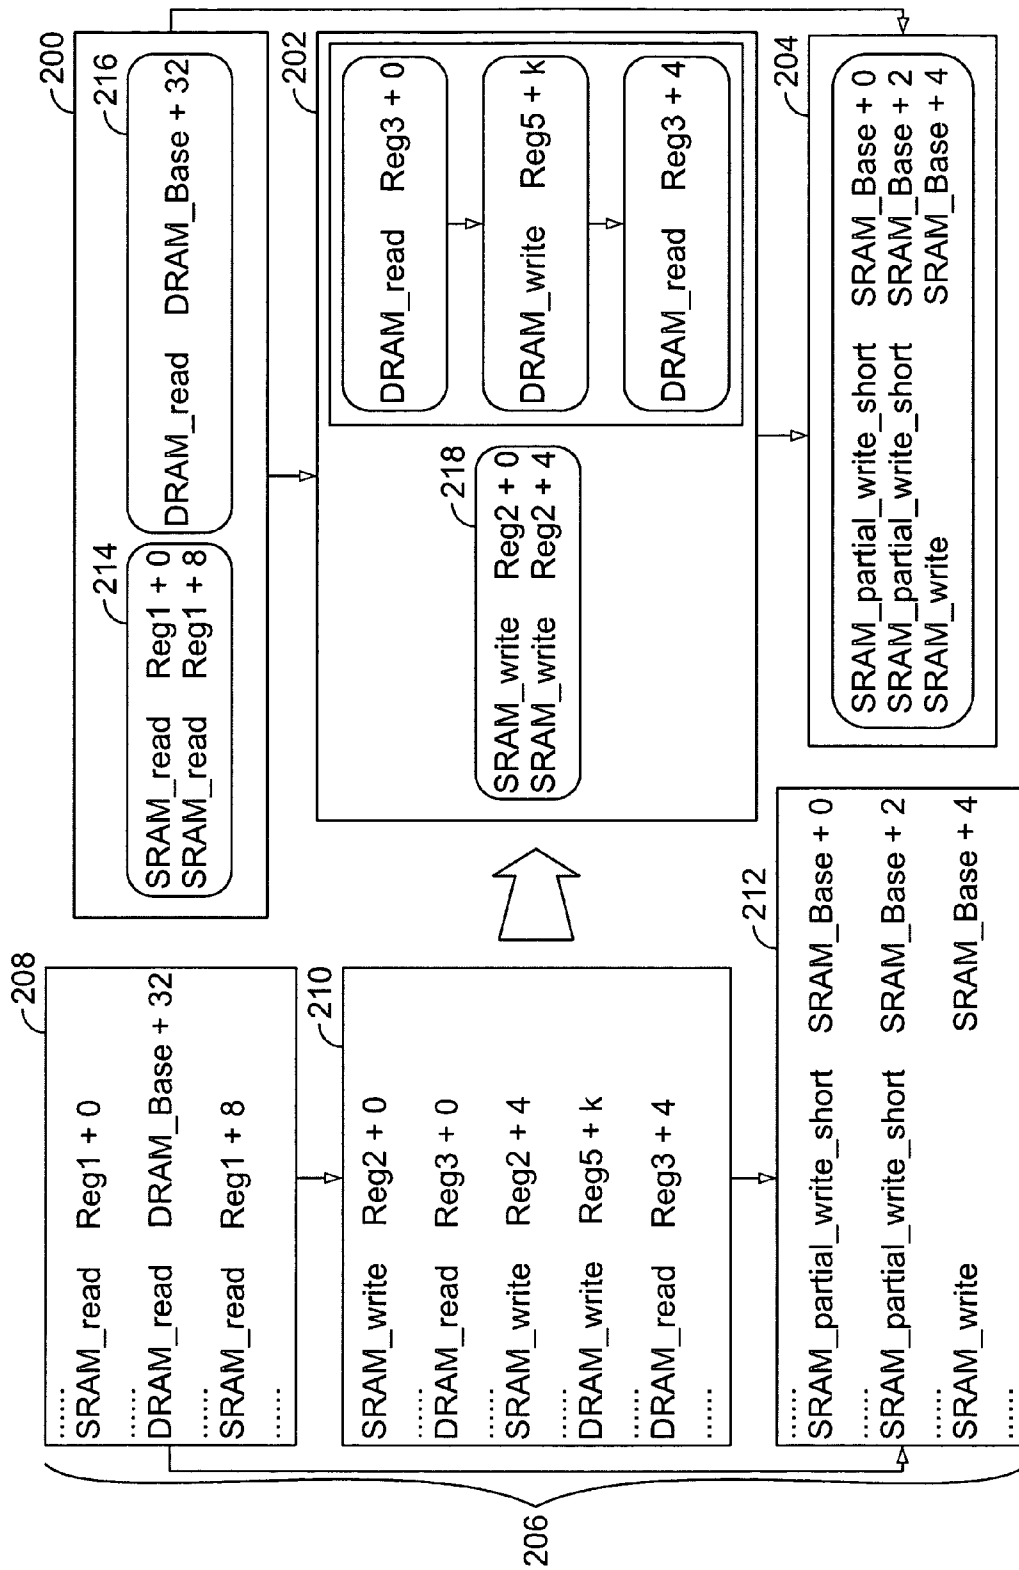 208
......
SRAM_read Reg1 + 0
......
DRAM_read DRAM_Base + 32
......
SRAM_read Reg1 + 8
......
210
......
SRAM_write Reg2 + 0
......
DRAM_read Reg3 + 0
......
SRAM_write Reg2 + 4
......
DRAM_write Reg5 + k
......
DRAM_read Reg3 + 4
......
212
......
SRAM_partial_write_short SRAM_Base + 0
......
SRAM_partial_write_short SRAM_Base + 2
......
SRAM_write SRAM_Base + 4
......
206
200
214
SRAM_read Reg1 + 0
SRAM_read Reg1 + 8
216
DRAM_read DRAM_Base + 32
202
218
SRAM_write Reg2 + 0
SRAM_write Reg2 + 4
DRAM_read Reg3 + 0
DRAM_write Reg5 + k
DRAM_read Reg3 + 4
204
SRAM_partial_write_short SRAM_Base + 0
SRAM_partial_write_short SRAM_Base + 2
SRAM_write SRAM_Base + 4